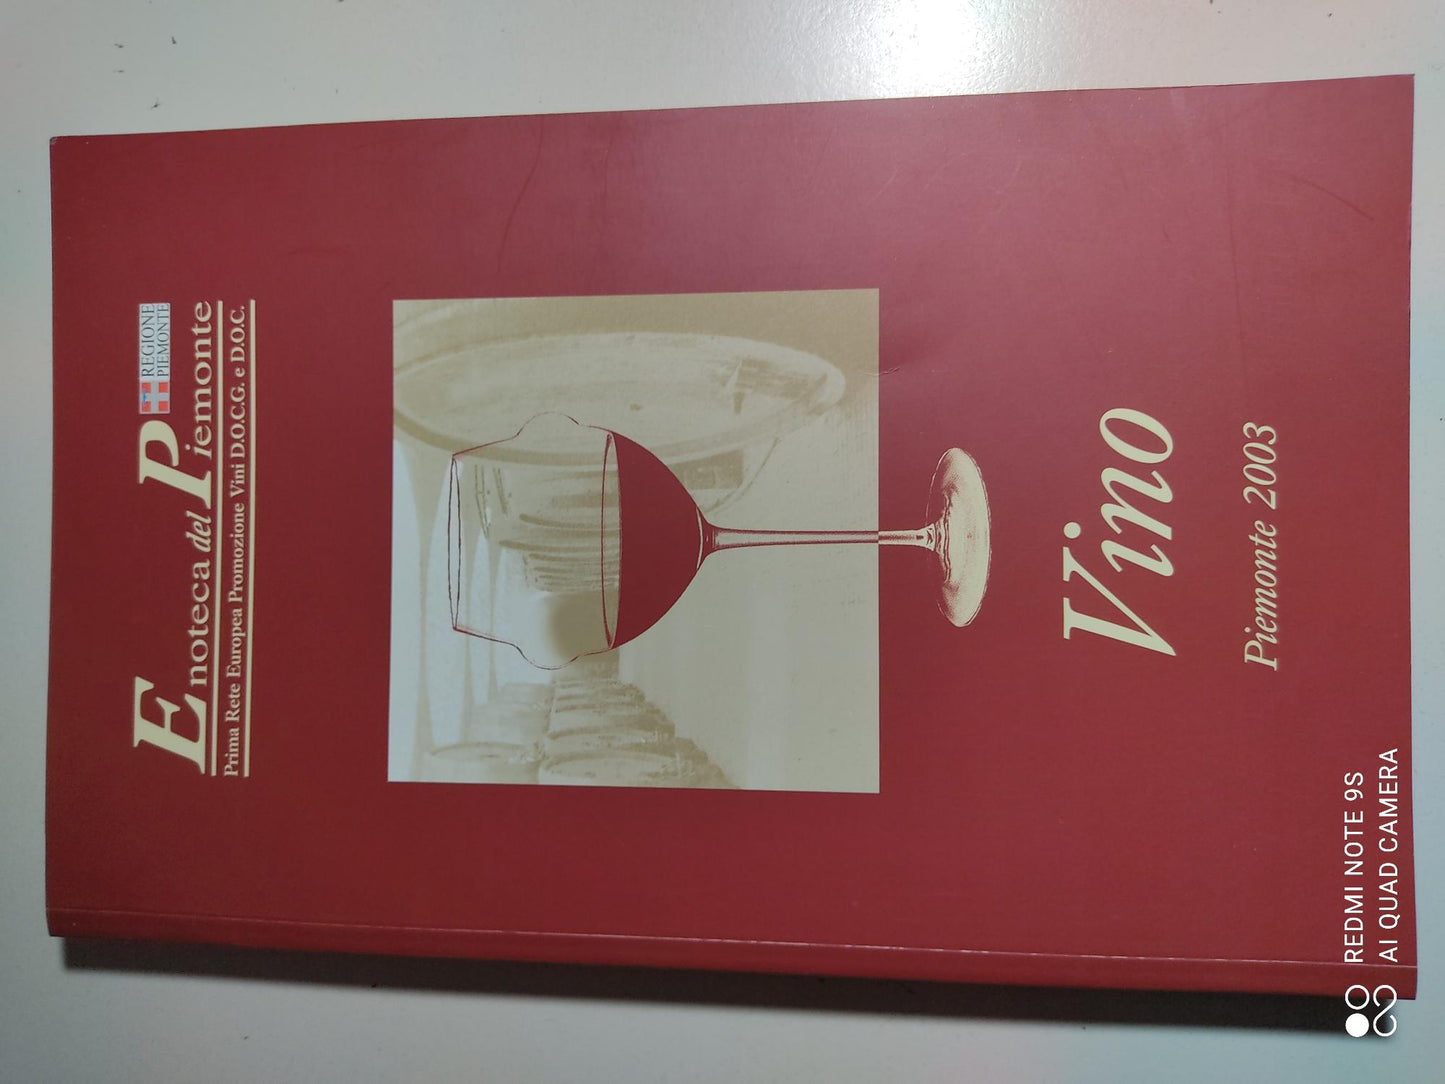 REGIONE
PIEMONTE
Enoteca del Piemonte
Prima Rete Europea Promozione Vini D.O.C.G. e D.O.C.
Vino
Piemonte 2003
REDMI NOTE 9S
AI QUAD CAMERA